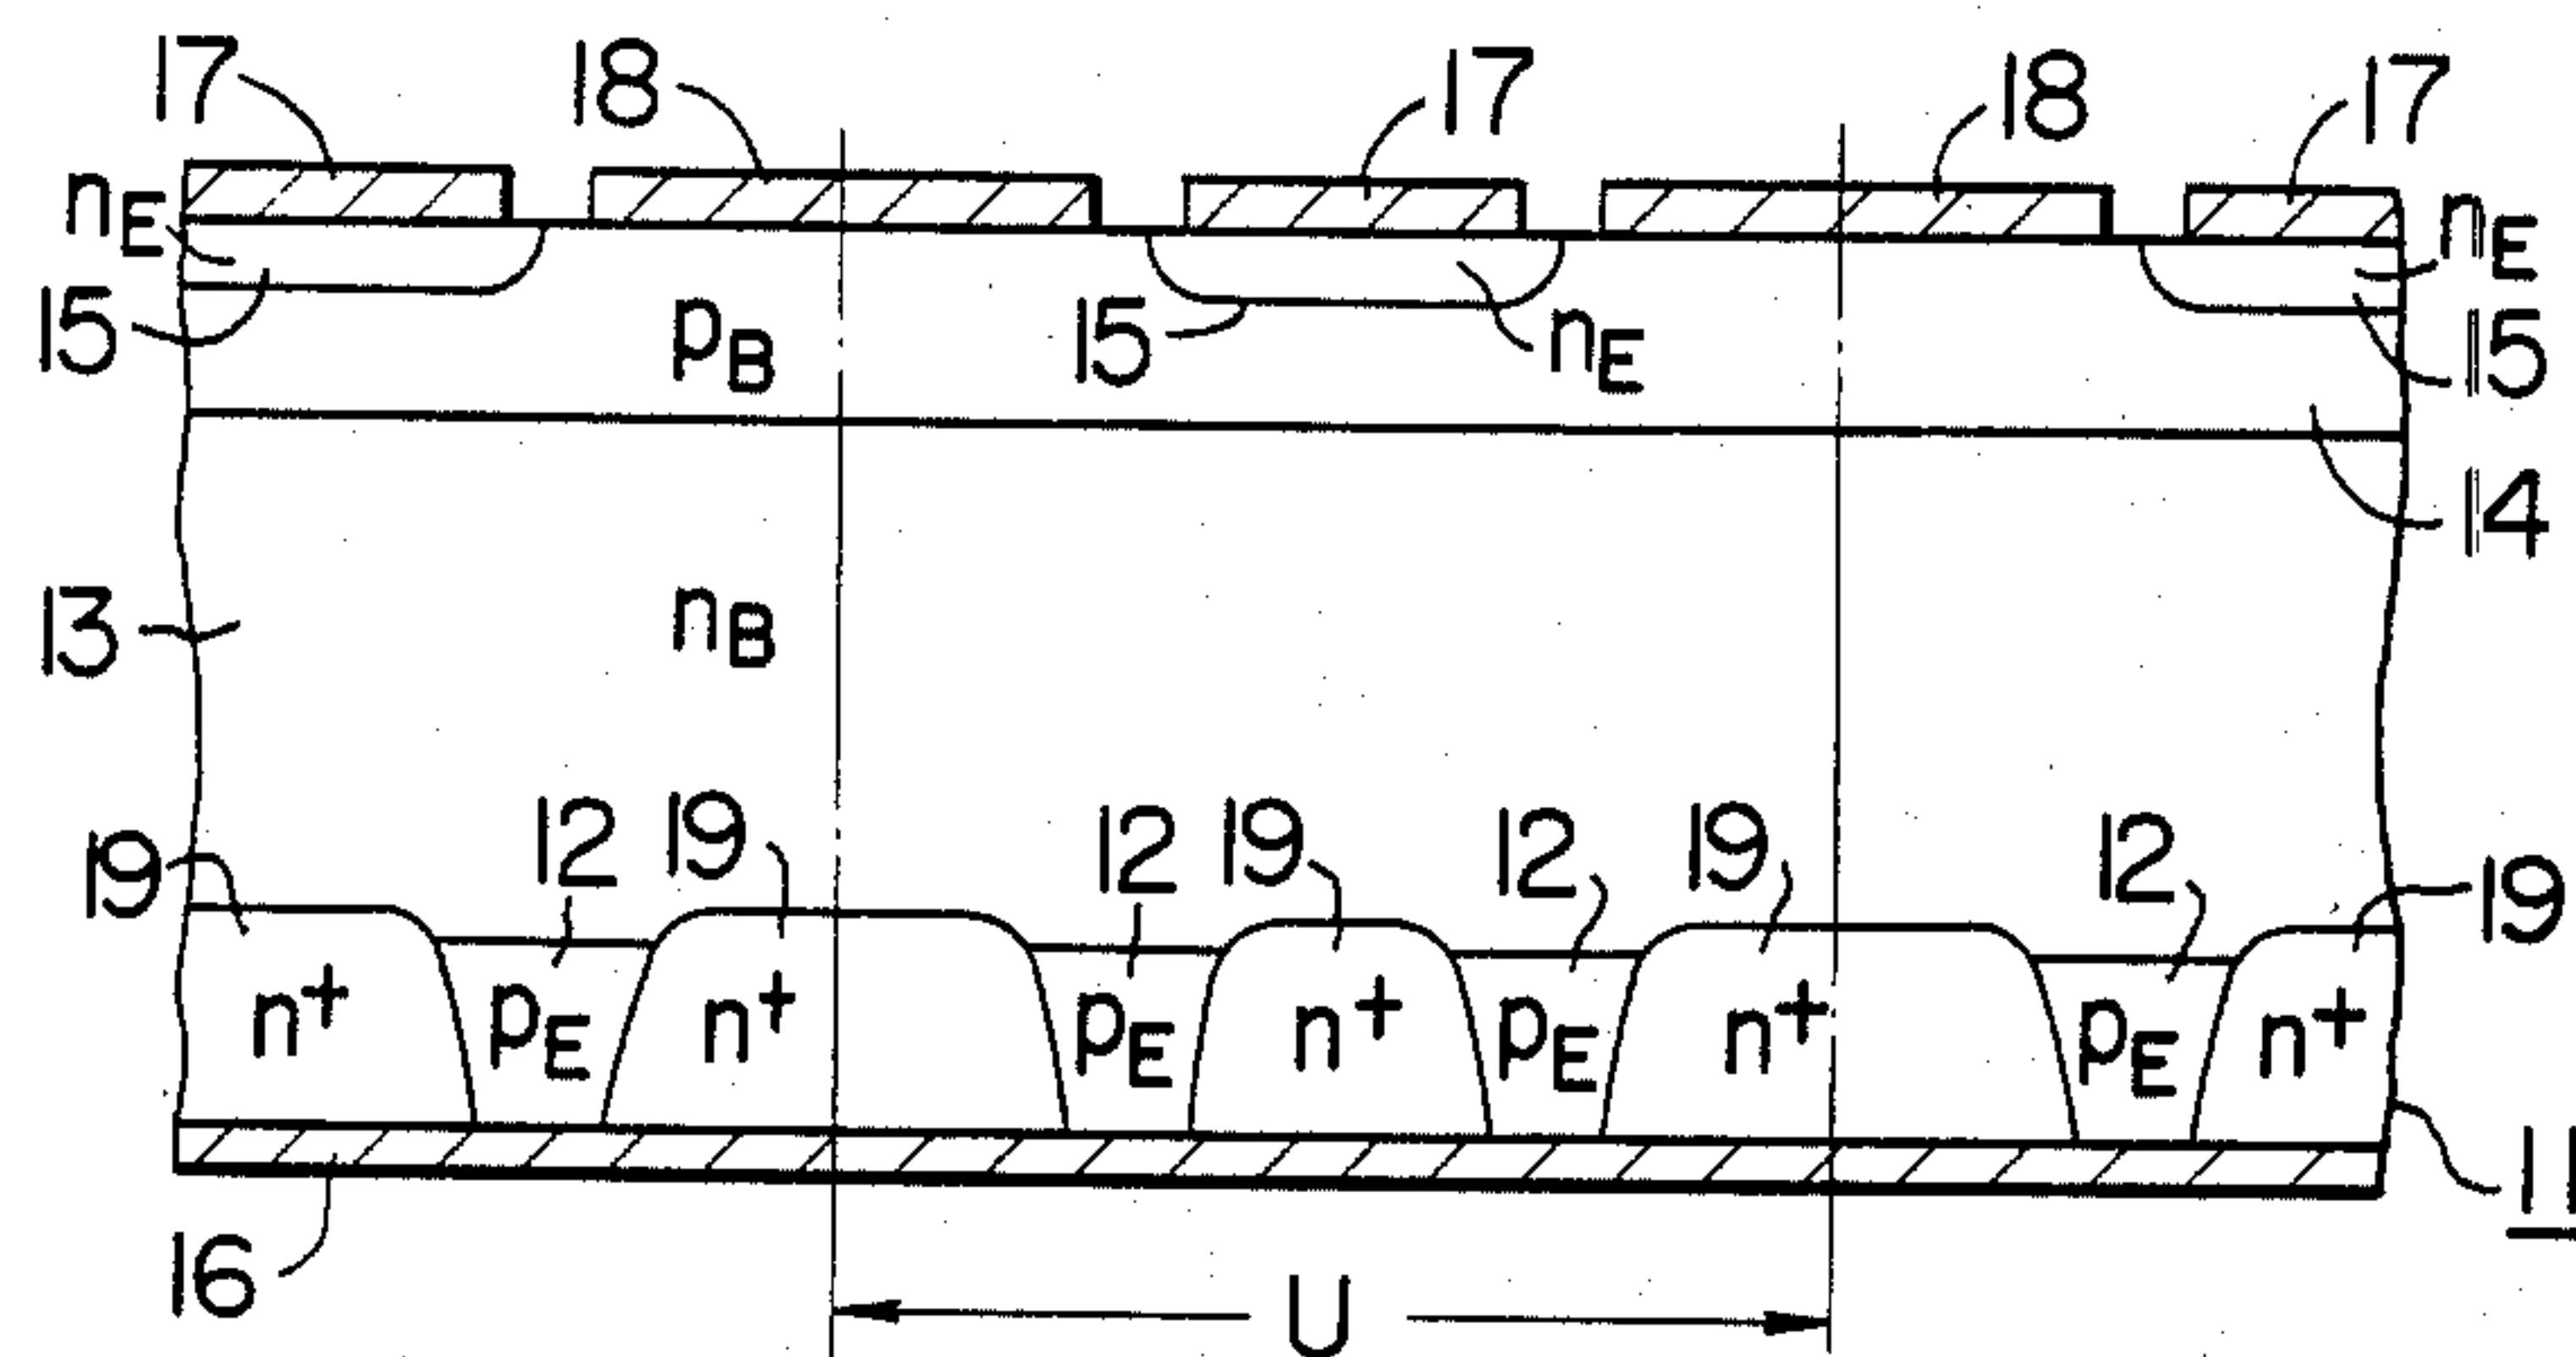 17 18 17 18 17
nE nE
15 pB 15 nE 15
14
13 nB
19 12 19 12 19 12 19 12 19
n+ pE n+ pE n+ pE n+ pE n+
16 11
U